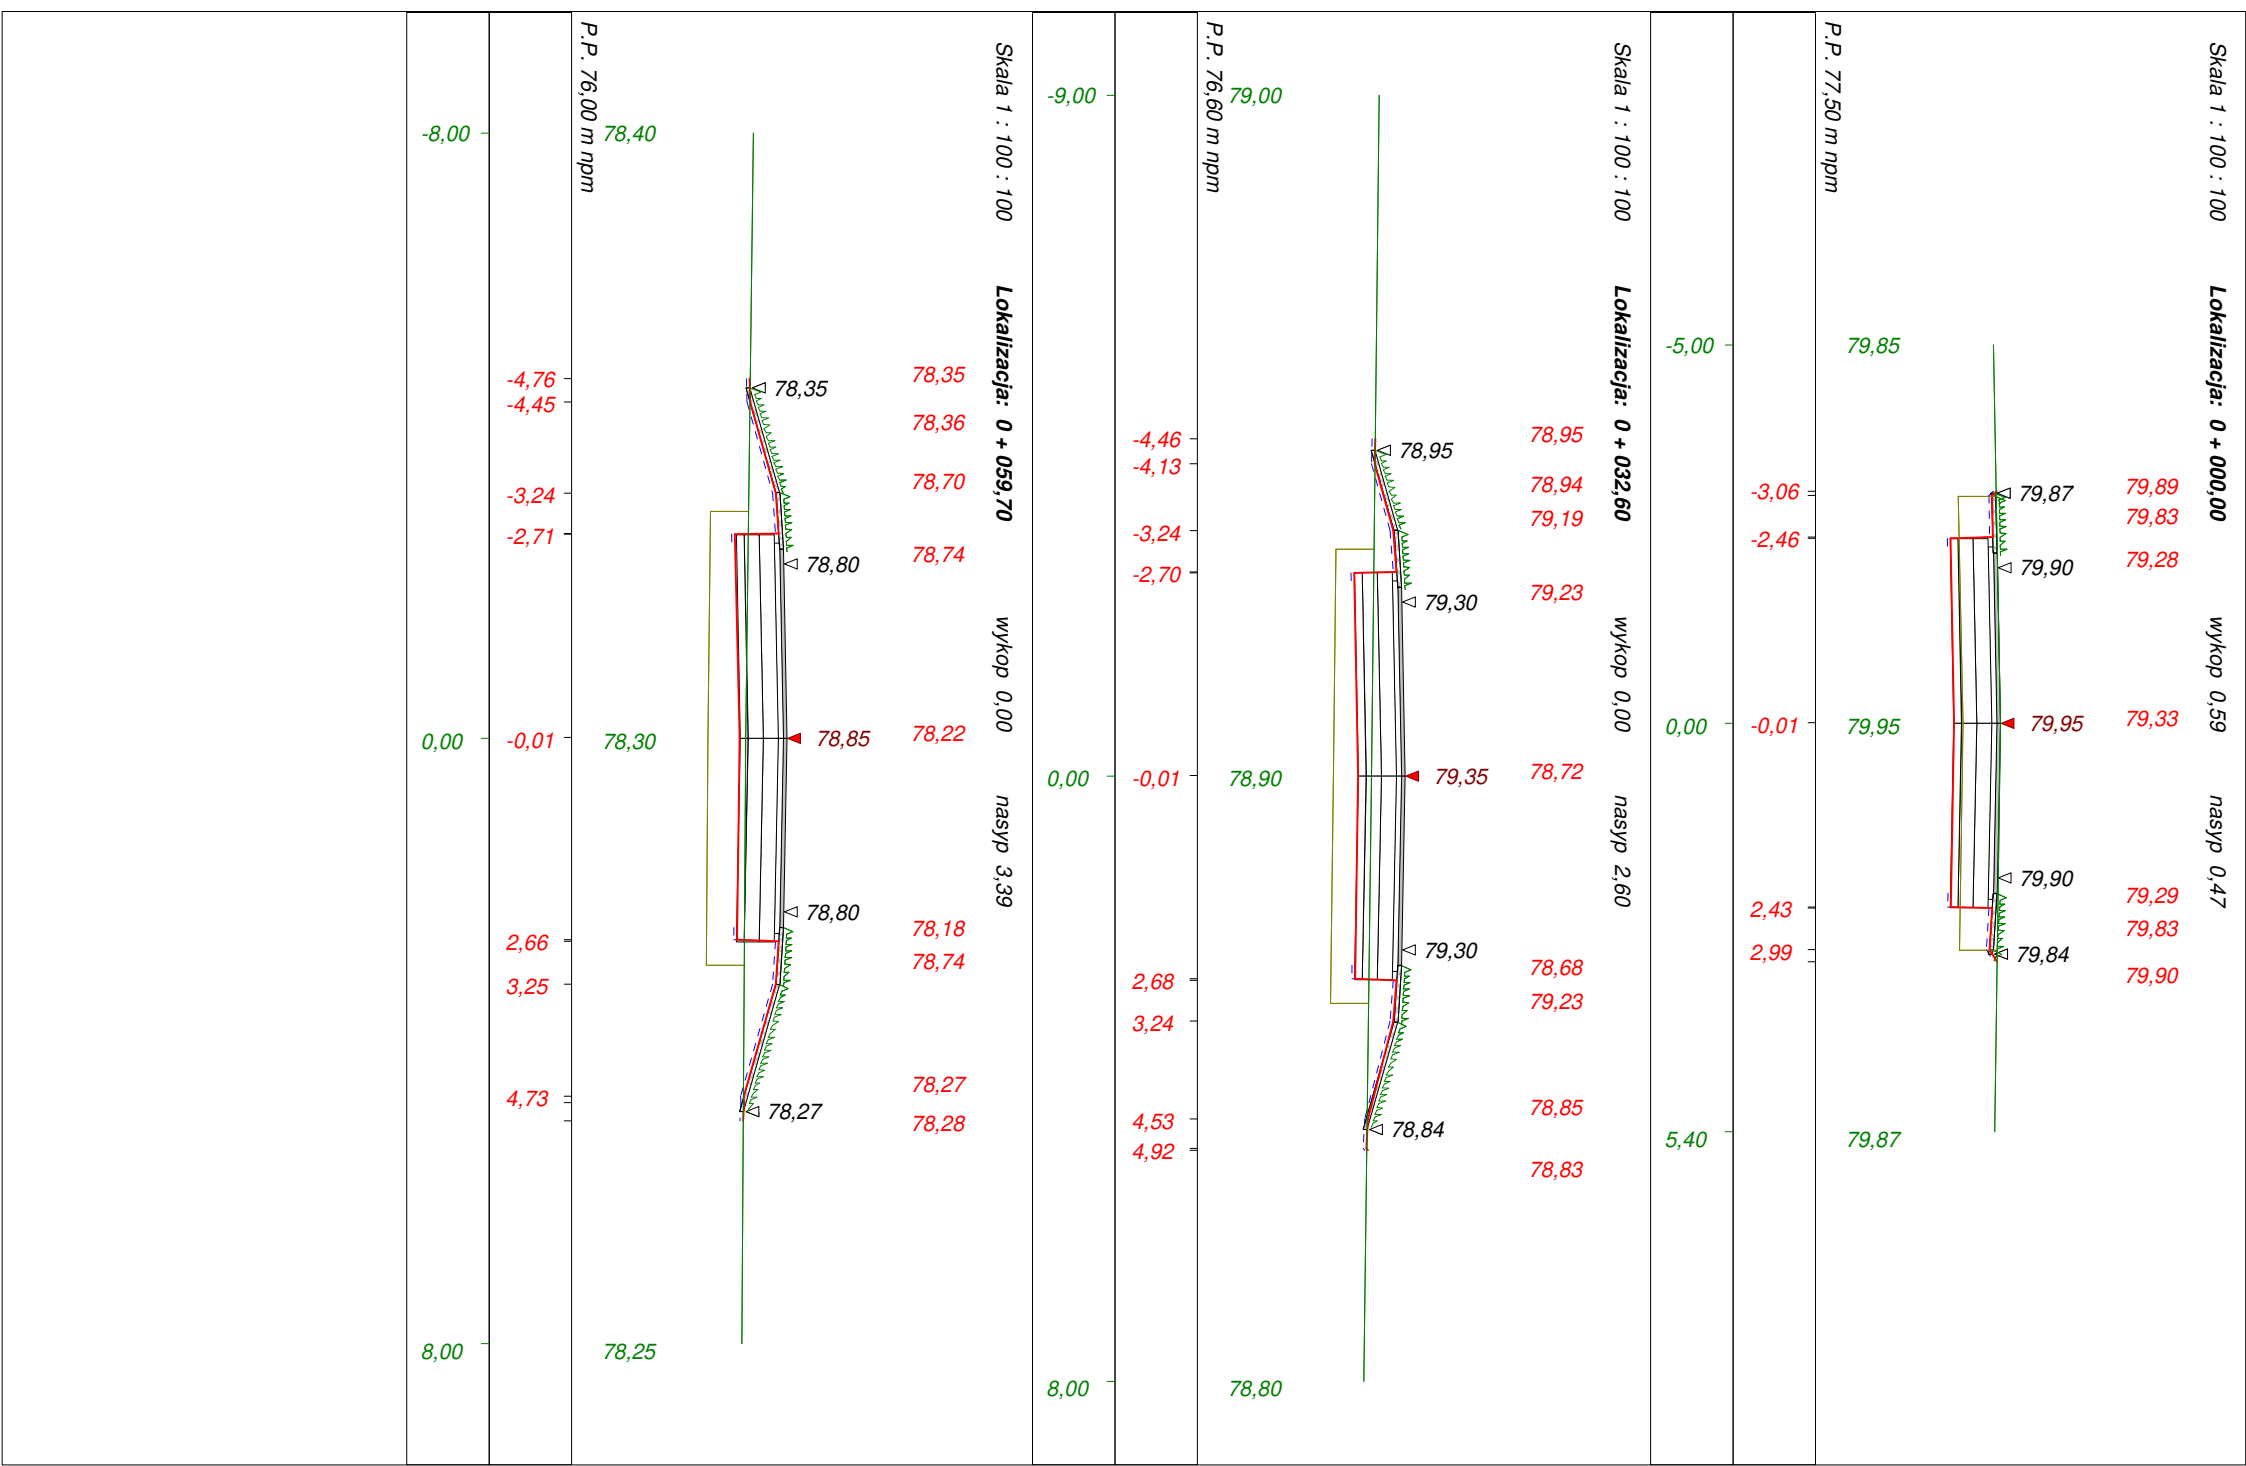 Skala 1 : 100 : 100 Lokalizacja: 0 + 000,00 wykop 0,59 nasyp 0,47
79,89 79,83 79,28 79,33 79,29 79,83 79,90
79,87 79,90 79,95 79,90 79,84
79,85 79,95 79,87
P.P. 77,50 m npm
-3,06 -2,46 -0,01 2,43 2,99
-5,00 0,00 5,40
Skala 1 : 100 : 100 Lokalizacja: 0 + 032,60 wykop 0,00 nasyp 2,60
78,95 78,94 79,19 79,23 78,72 78,68 79,23 78,85 78,83
78,95 79,30 79,35 79,30 78,84
79,00 78,90 78,80
P.P. 76,60 m npm
-4,46 -4,13 -3,24 -2,70 -0,01 2,68 3,24 4,53 4,92
-9,00 0,00 8,00
Skala 1 : 100 : 100 Lokalizacja: 0 + 059,70 wykop 0,00 nasyp 3,39
78,35 78,36 78,70 78,74 78,22 78,18 78,74 78,27 78,28
78,35 78,80 78,85 78,80 78,27
78,40 78,30 78,25
P.P. 76,00 m npm
-4,76 -4,45 -3,24 -2,71 -0,01 2,66 3,25 4,73
-8,00 0,00 8,00